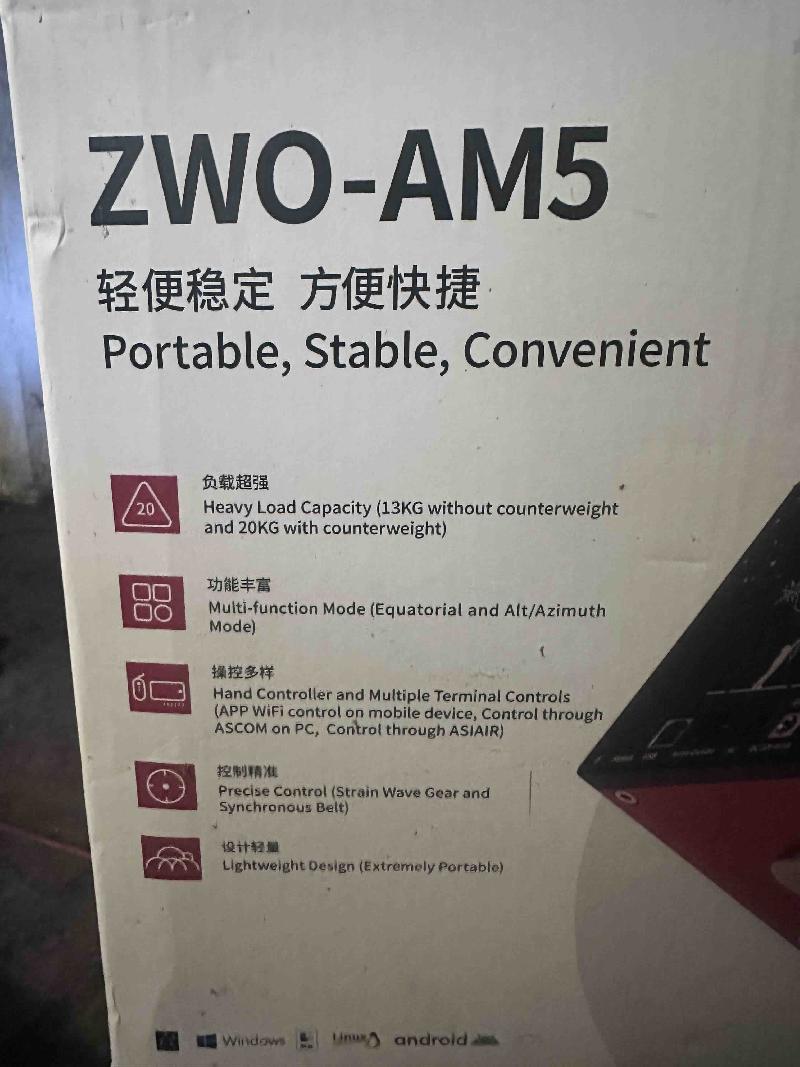 ZWO-AM5
轻便稳定 方便快捷
Portable, Stable, Convenient
20
负载超强
Heavy Load Capacity (13KG without counterweight
and 20KG with counterweight)
功能丰富
Multi-function Mode (Equatorial and Alt/Azimuth
Mode)
操控多样
Hand Controller and Multiple Terminal Controls
(APP WiFi control on mobile device, Control through
ASCOM on PC, Control through ASIAIR)
控制精准
Precise Control (Strain Wave Gear and
Synchronous Belt)
设计轻量
Lightweight Design (Extremely Portable)
Windows Linux android